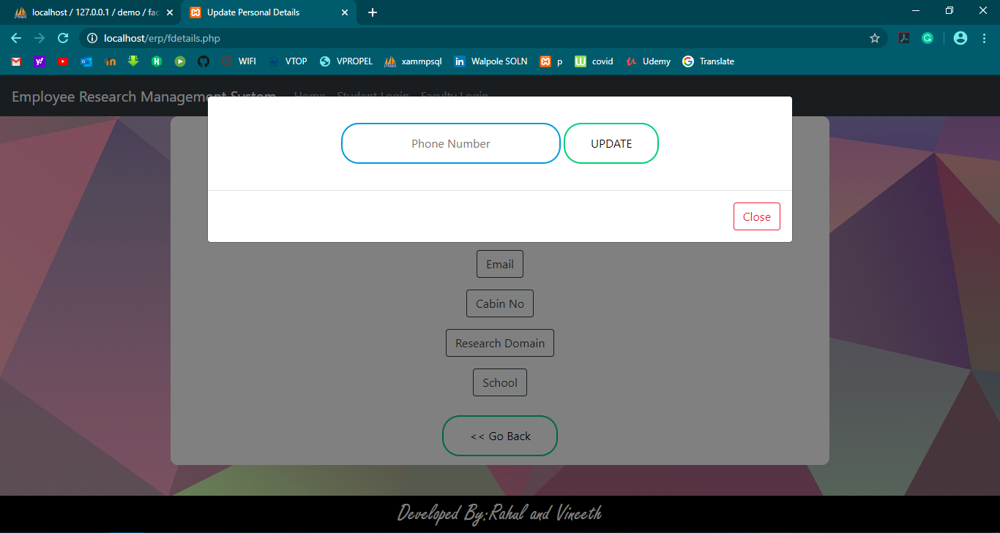 localhost / 127.0.0.1 / demo / fac
Update Personal Details
localhost/erp/fdetails.php
WIFI
VTOP
VPROPEL
xammpsql
Walpole SOLN
p
covid
Udemy
Translate
Employee Research Management System
Home
Student Login
Faculty Login
Phone Number
UPDATE
Close
Email
Cabin No
Research Domain
School
<< Go Back
Developed By:Rahul and Vineeth